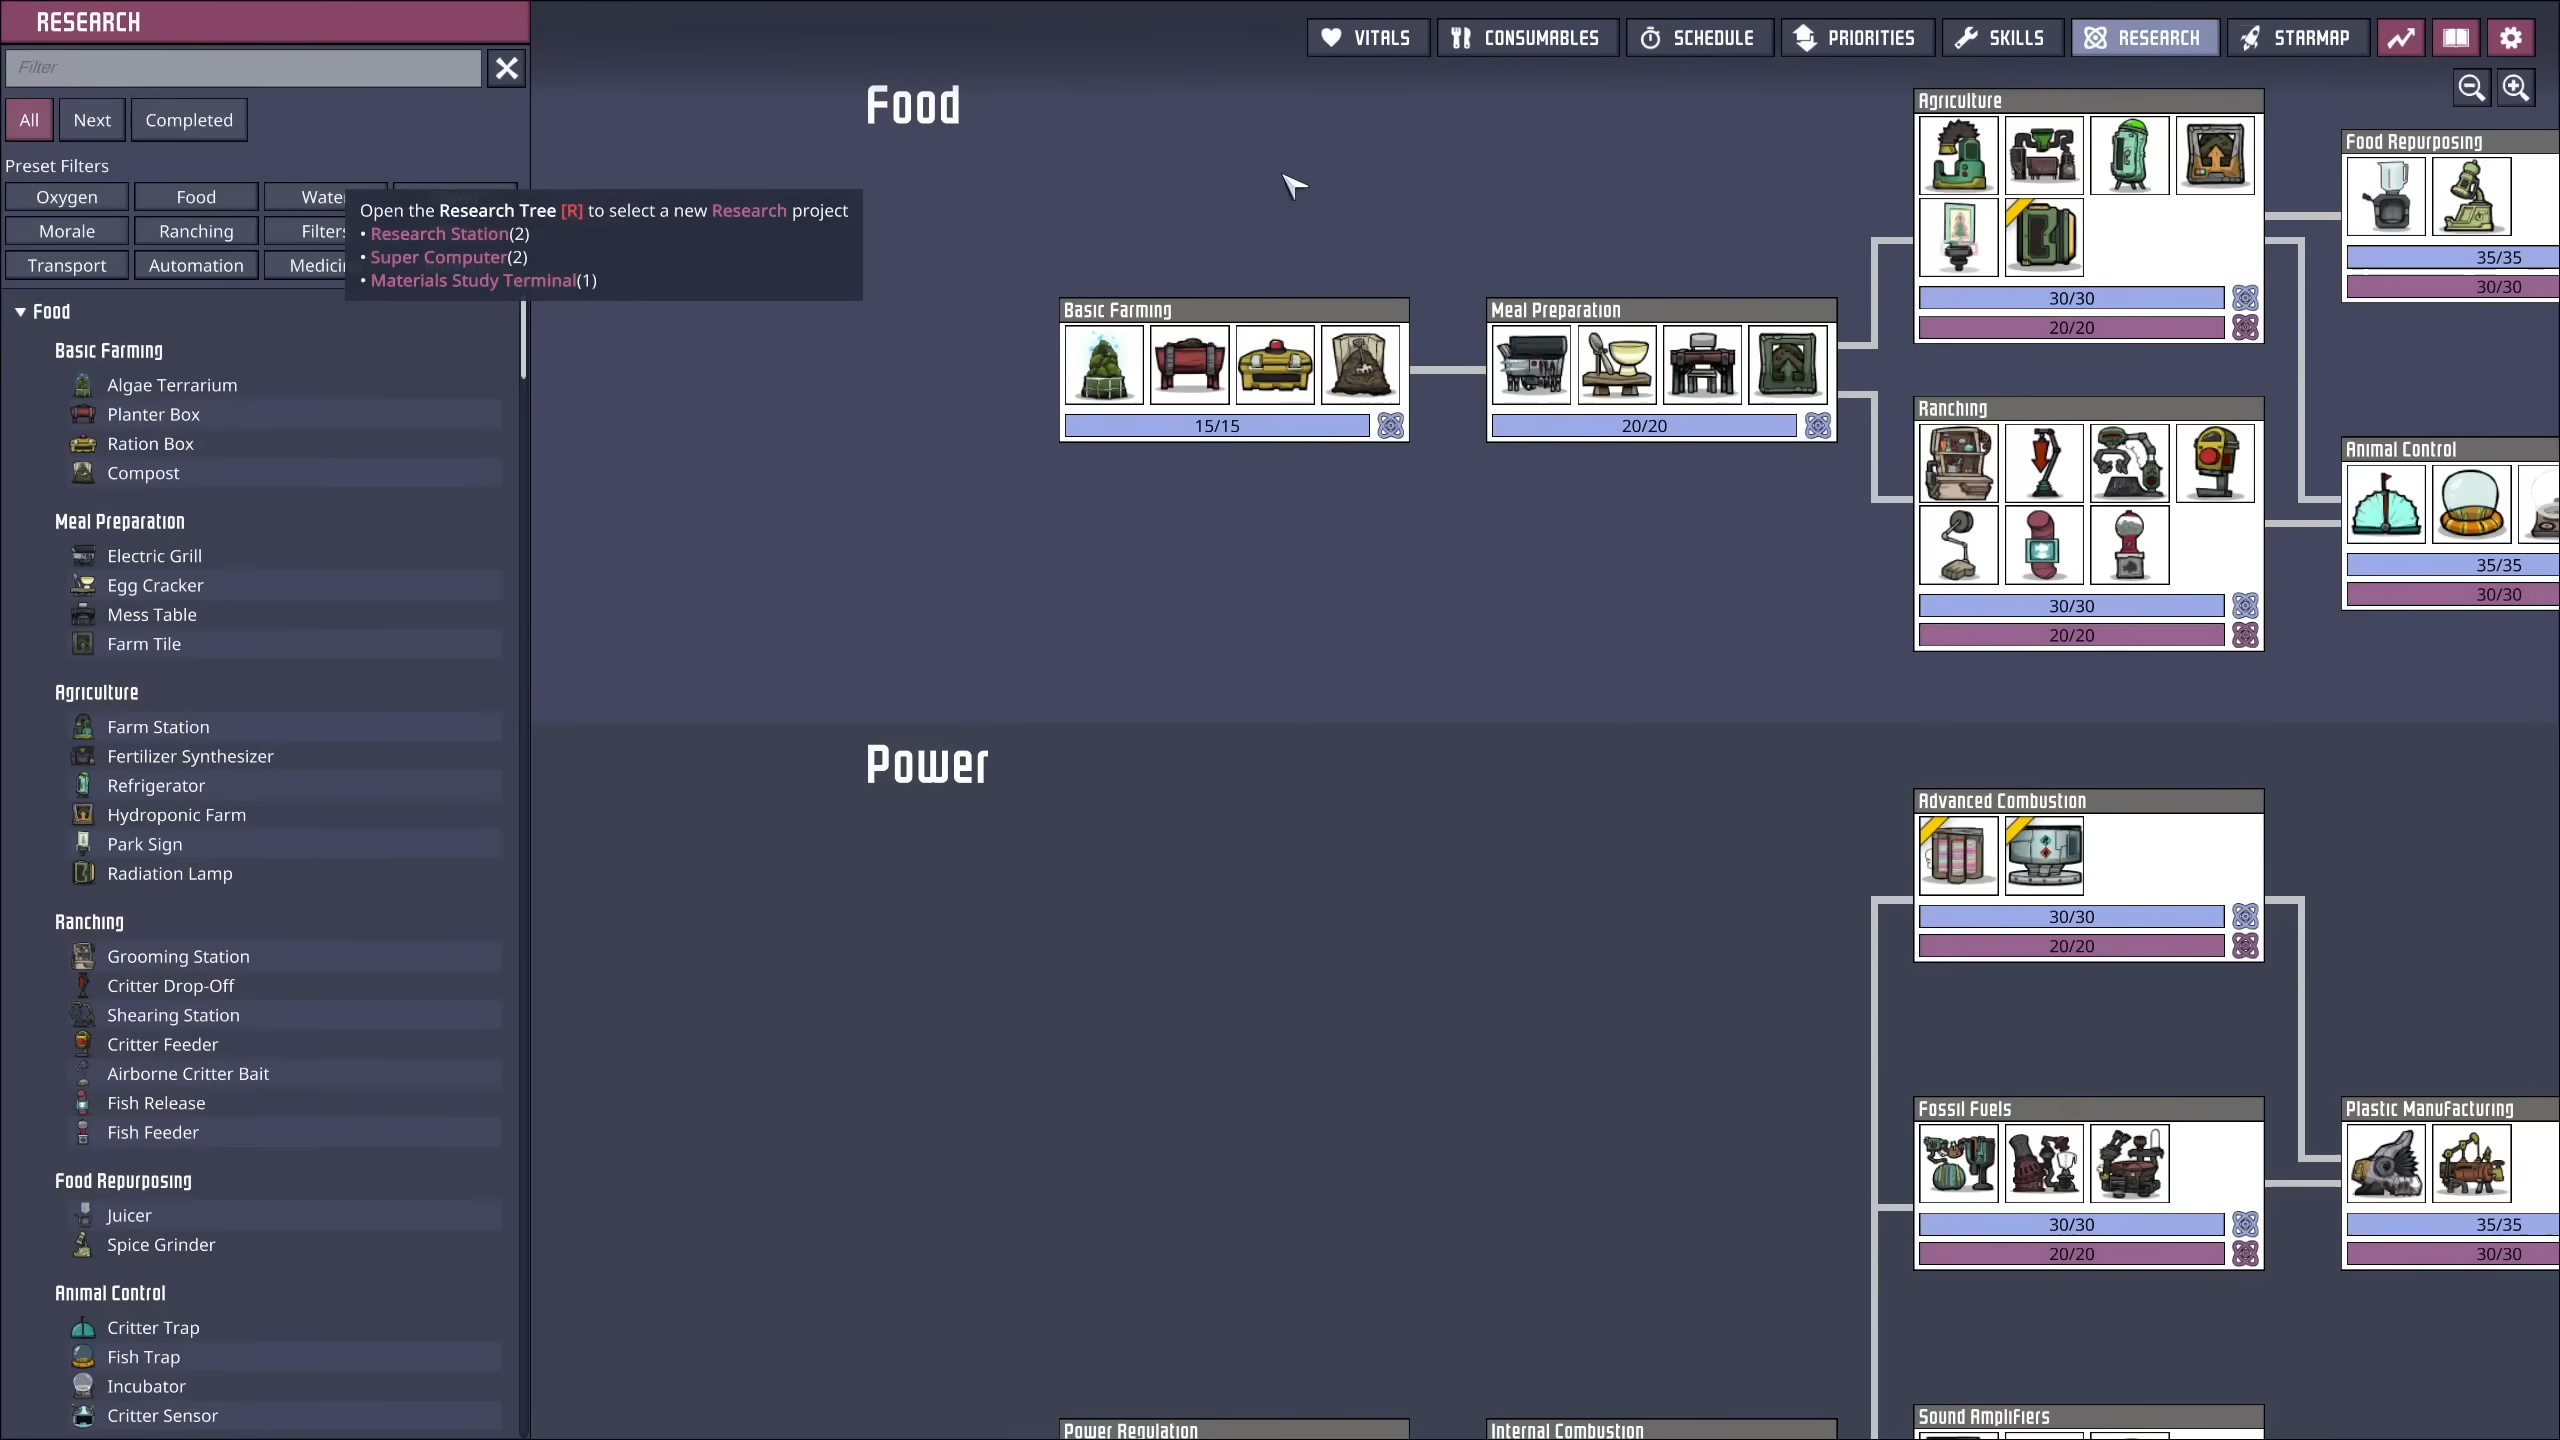 RESEARCH
VITALS
CONSUMABLES
SCHEDULE
PRIORITIES
SKILLS
RESEARCH
STARMAP
Filter
All
Next
Completed
Preset Filters
Oxygen
Food
Wate
Morale
Ranching
Filters
Transport
Automation
Medici
Open the Research Tree [R] to select a new Research project
• Research Station(2)
• Super Computer(2)
• Materials Study Terminal(1)
Food
Basic Farming
Algae Terrarium
Planter Box
Ration Box
Compost
Meal Preparation
Electric Grill
Egg Cracker
Mess Table
Farm Tile
Agriculture
Farm Station
Fertilizer Synthesizer
Refrigerator
Hydroponic Farm
Park Sign
Radiation Lamp
Ranching
Grooming Station
Critter Drop-Off
Shearing Station
Critter Feeder
Airborne Critter Bait
Fish Release
Fish Feeder
Food Repurposing
Juicer
Spice Grinder
Animal Control
Critter Trap
Fish Trap
Incubator
Critter Sensor
Food
Basic Farming
15/15
Meal Preparation
20/20
Agriculture
30/30
20/20
Food Repurposing
35/35
30/30
Ranching
30/30
20/20
Animal Control
35/35
30/30
Power
Advanced Combustion
30/30
20/20
Fossil Fuels
30/30
20/20
Plastic Manufacturing
35/35
30/30
Power Regulation
Internal Combustion
Sound Amplifiers